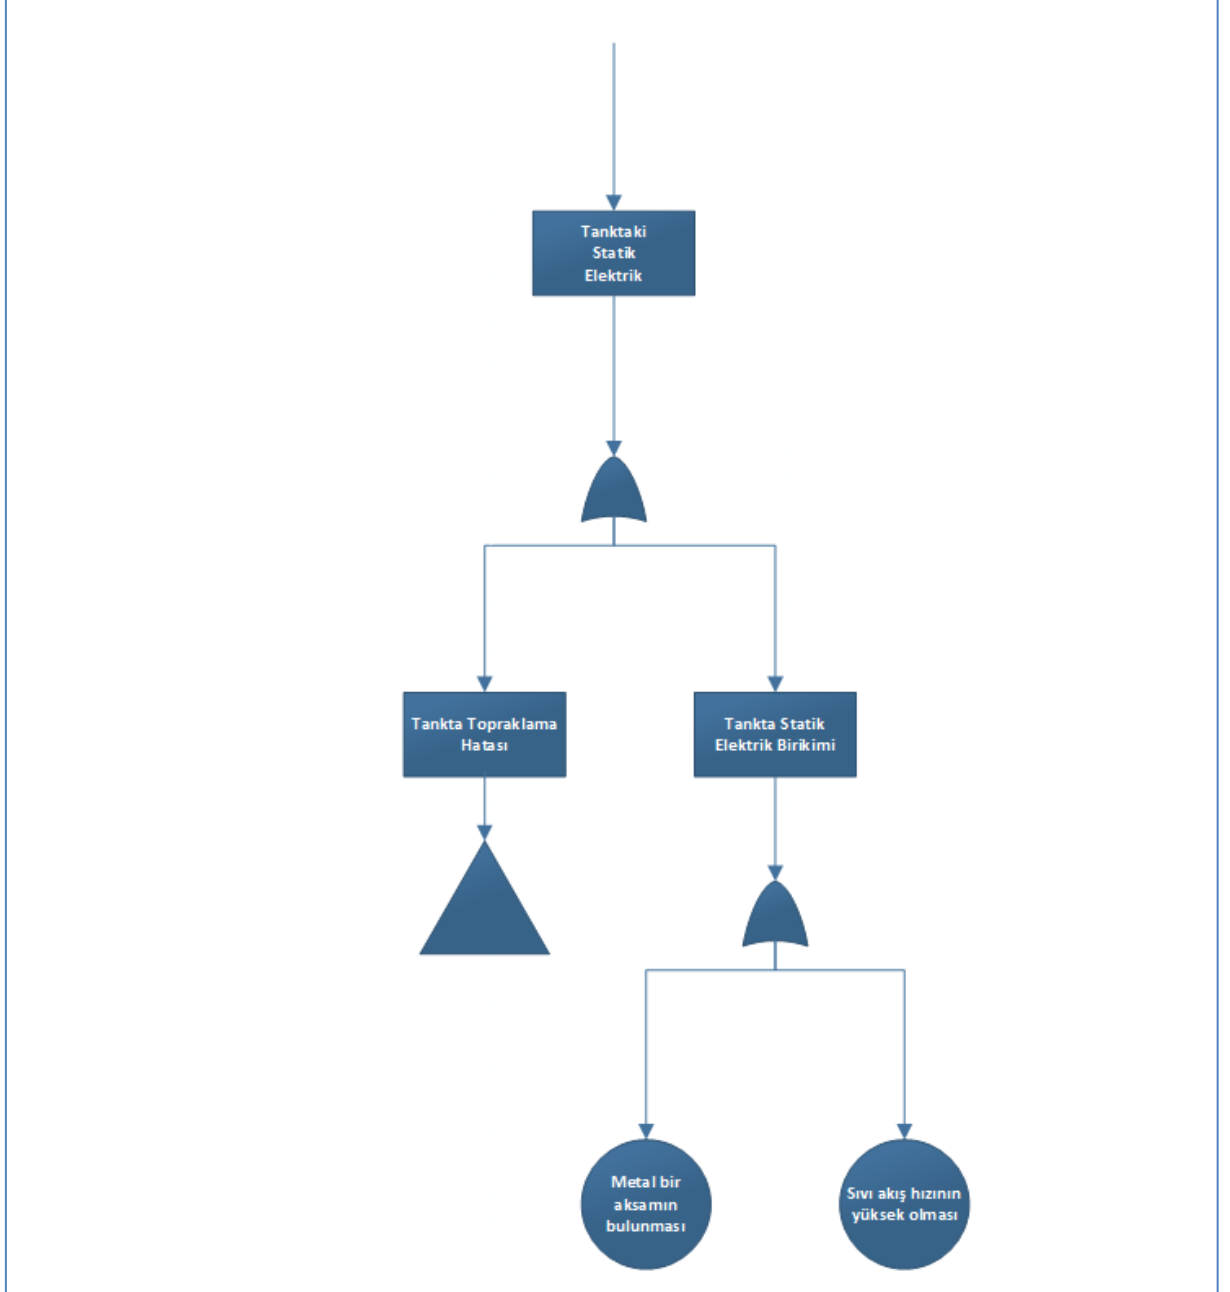 Tanktaki
Statik
Elektrik
Tankta Topraklama
Hatası
Tankta Statik
Elektrik Birikimi
Metal bir
aksamın
bulunması
Sıvı akış hızının
yüksek olması